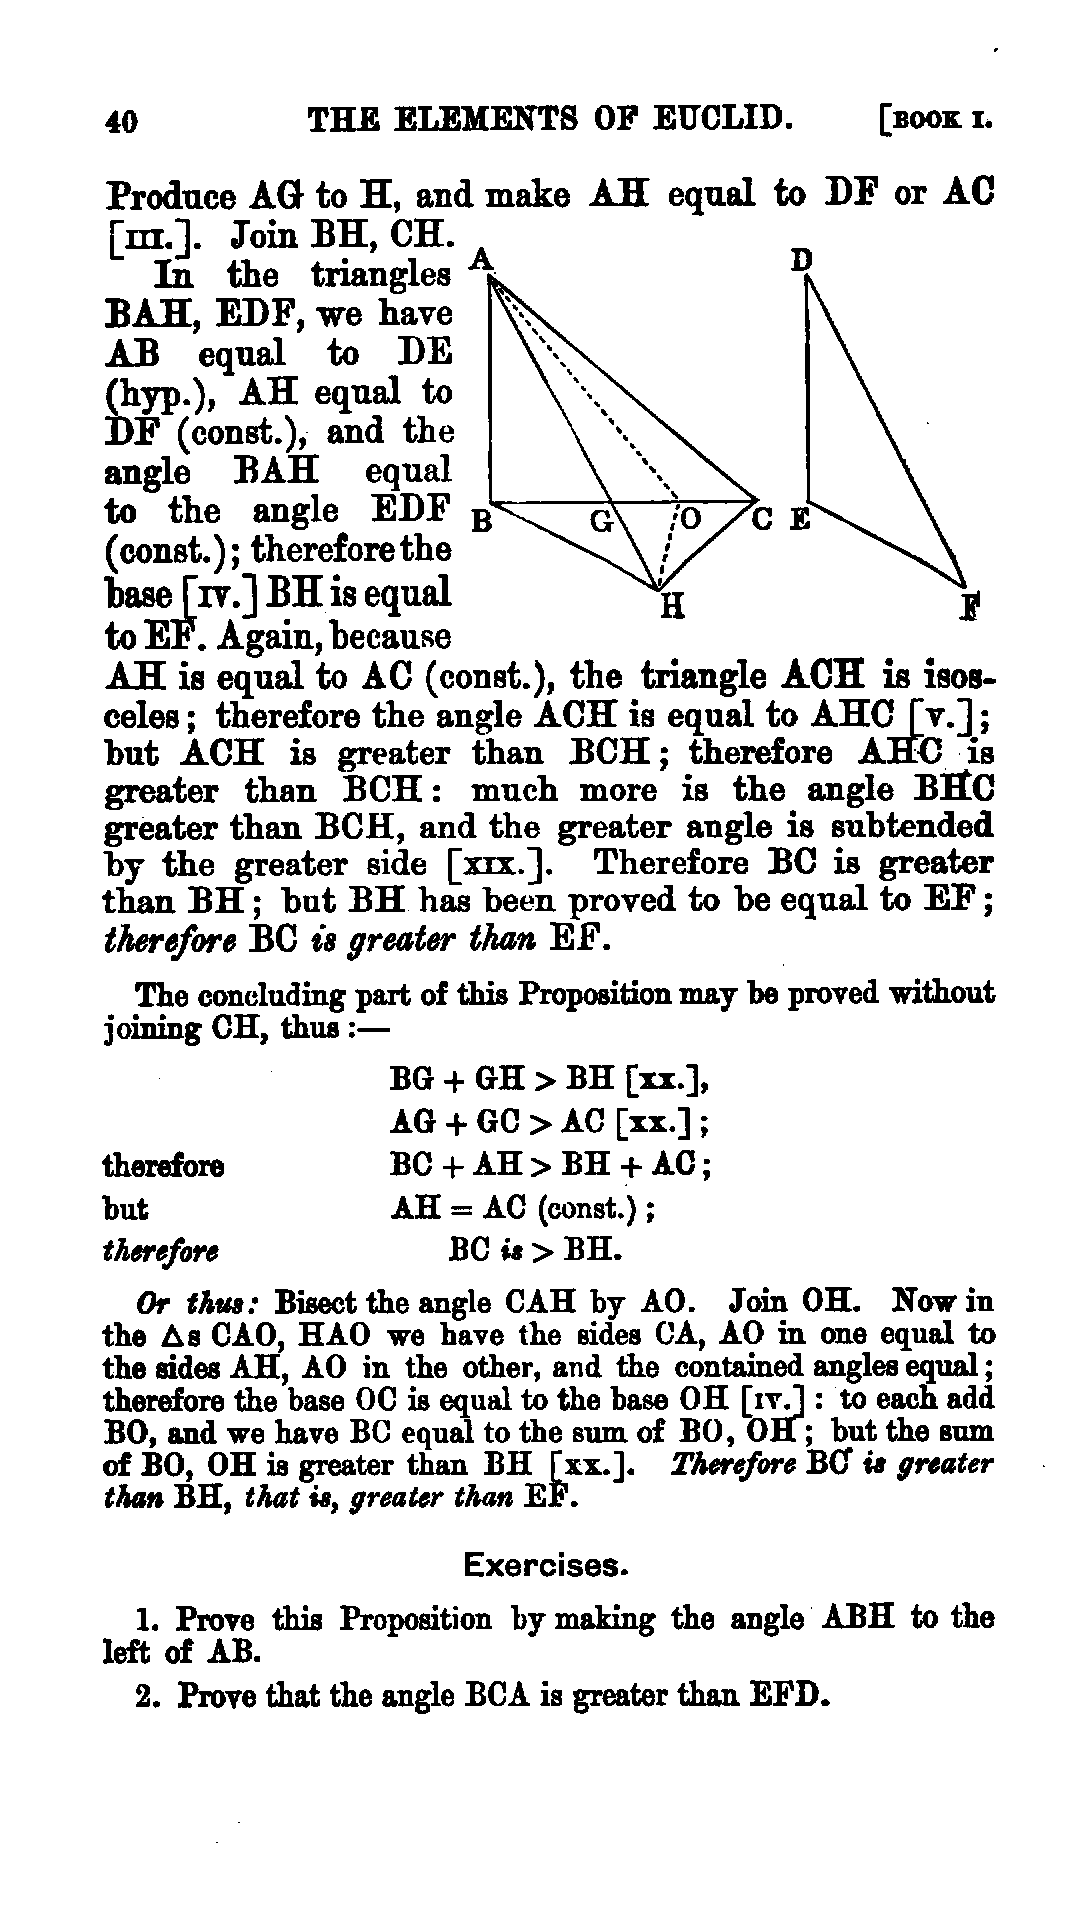 40 THE ELEMENTS OF EUCLID. [BOOK I.
Produce AG to H, and make AH equal to DF or AC
[III.]. Join BH, CH.
In the triangles
BAH, EDF, we have
AB equal to DE
(hyp.), AH equal to
DF (const.), and the
angle BAH equal
to the angle EDF
(const.); therefore the
base [IV.] BH is equal
to EF. Again, because
A
D
B
G
O
C
E
H
F
AH is equal to AC (const.), the triangle ACH is isos-
celes; therefore the angle ACH is equal to AHC [V.];
but ACH is greater than BCH; therefore AHC is
greater than BCH: much more is the angle BHC
greater than BCH, and the greater angle is subtended
by the greater side [XIX.]. Therefore BC is greater
than BH; but BH has been proved to be equal to EF;
therefore BC is greater than EF.
The concluding part of this Proposition may be proved without
joining CH, thus:—
BG + GH > BH [XX.],
AG + GC > AC [XX.];
therefore BC + AH > BH + AC;
but AH = AC (const.);
therefore BC is > BH.
Or thus: Bisect the angle CAH by AO. Join OH. Now in
the △s CAO, HAO we have the sides CA, AO in one equal to
the sides AH, AO in the other, and the contained angles equal;
therefore the base OC is equal to the base OH [IV.]: to each add
BO, and we have BC equal to the sum of BO, OH; but the sum
of BO, OH is greater than BH [XX.]. Therefore BC is greater
than BH, that is, greater than EF.
Exercises.
1. Prove this Proposition by making the angle ABH to the
left of AB.
2. Prove that the angle BCA is greater than EFD.